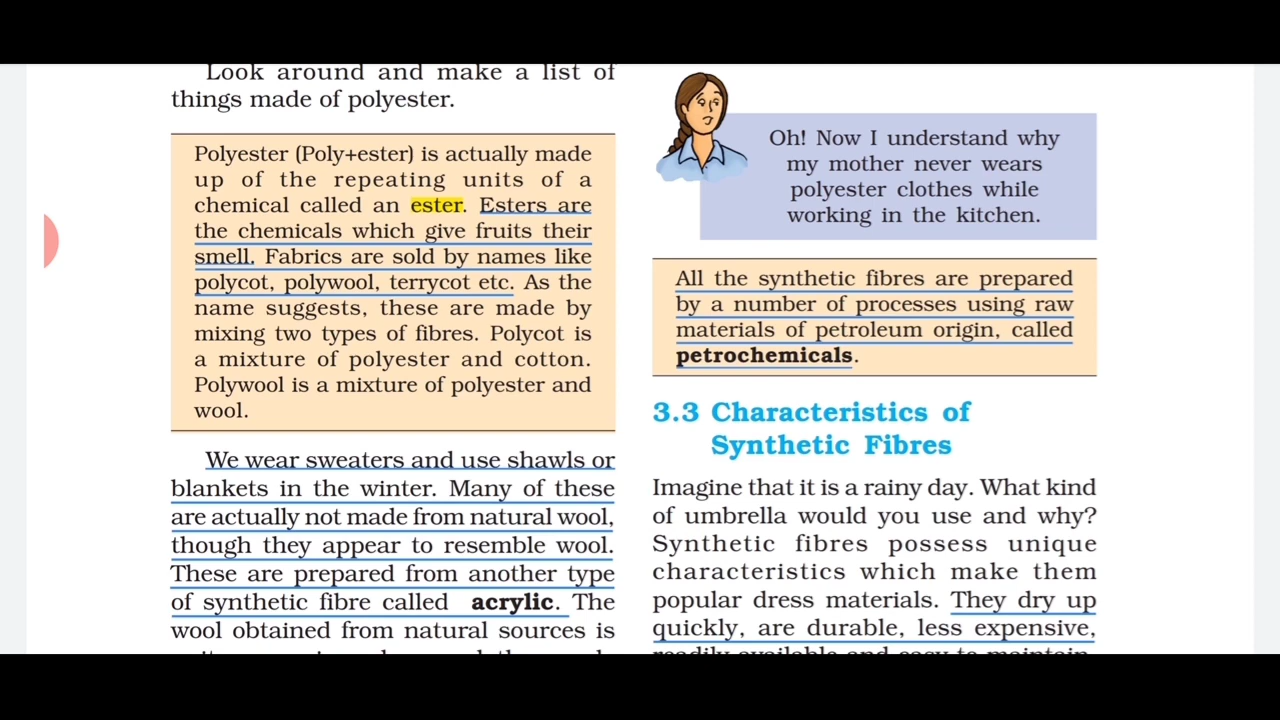 Look around and make a list of
things made of polyester.
Polyester (Poly+ester) is actually made
up of the repeating units of a
chemical called an ester. Esters are
the chemicals which give fruits their
smell. Fabrics are sold by names like
polycot, polywool, terrycot etc. As the
name suggests, these are made by
mixing two types of fibres. Polycot is
a mixture of polyester and cotton.
Polywool is a mixture of polyester and
wool.
We wear sweaters and use shawls or
blankets in the winter. Many of these
are actually not made from natural wool,
though they appear to resemble wool.
These are prepared from another type
of synthetic fibre called acrylic. The
wool obtained from natural sources is
Oh! Now I understand why
my mother never wears
polyester clothes while
working in the kitchen.
All the synthetic fibres are prepared
by a number of processes using raw
materials of petroleum origin, called
petrochemicals.
3.3 Characteristics of
Synthetic Fibres
Imagine that it is a rainy day. What kind
of umbrella would you use and why?
Synthetic fibres possess unique
characteristics which make them
popular dress materials. They dry up
quickly, are durable, less expensive,
readily available and easy to maintain.